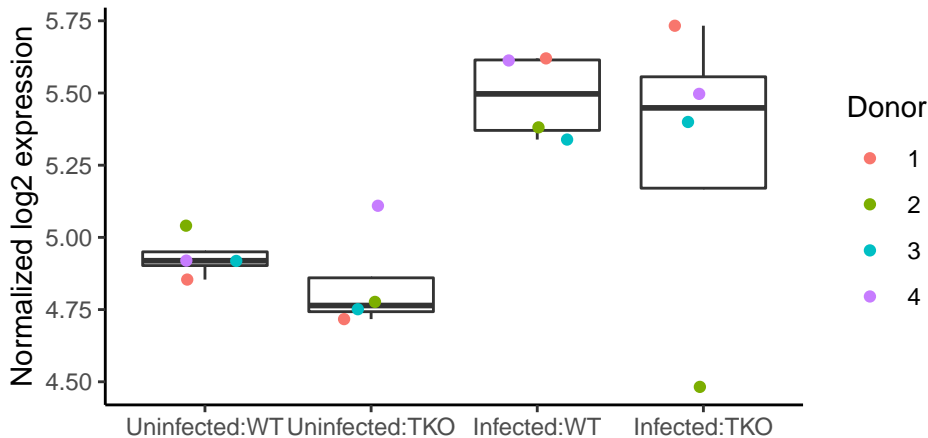 Normalized log2 expression
5.75
5.50
5.25
5.00
4.75
4.50
Uninfected:WT
Uninfected:TKO
Infected:WT
Infected:TKO
Donor
1
2
3
4